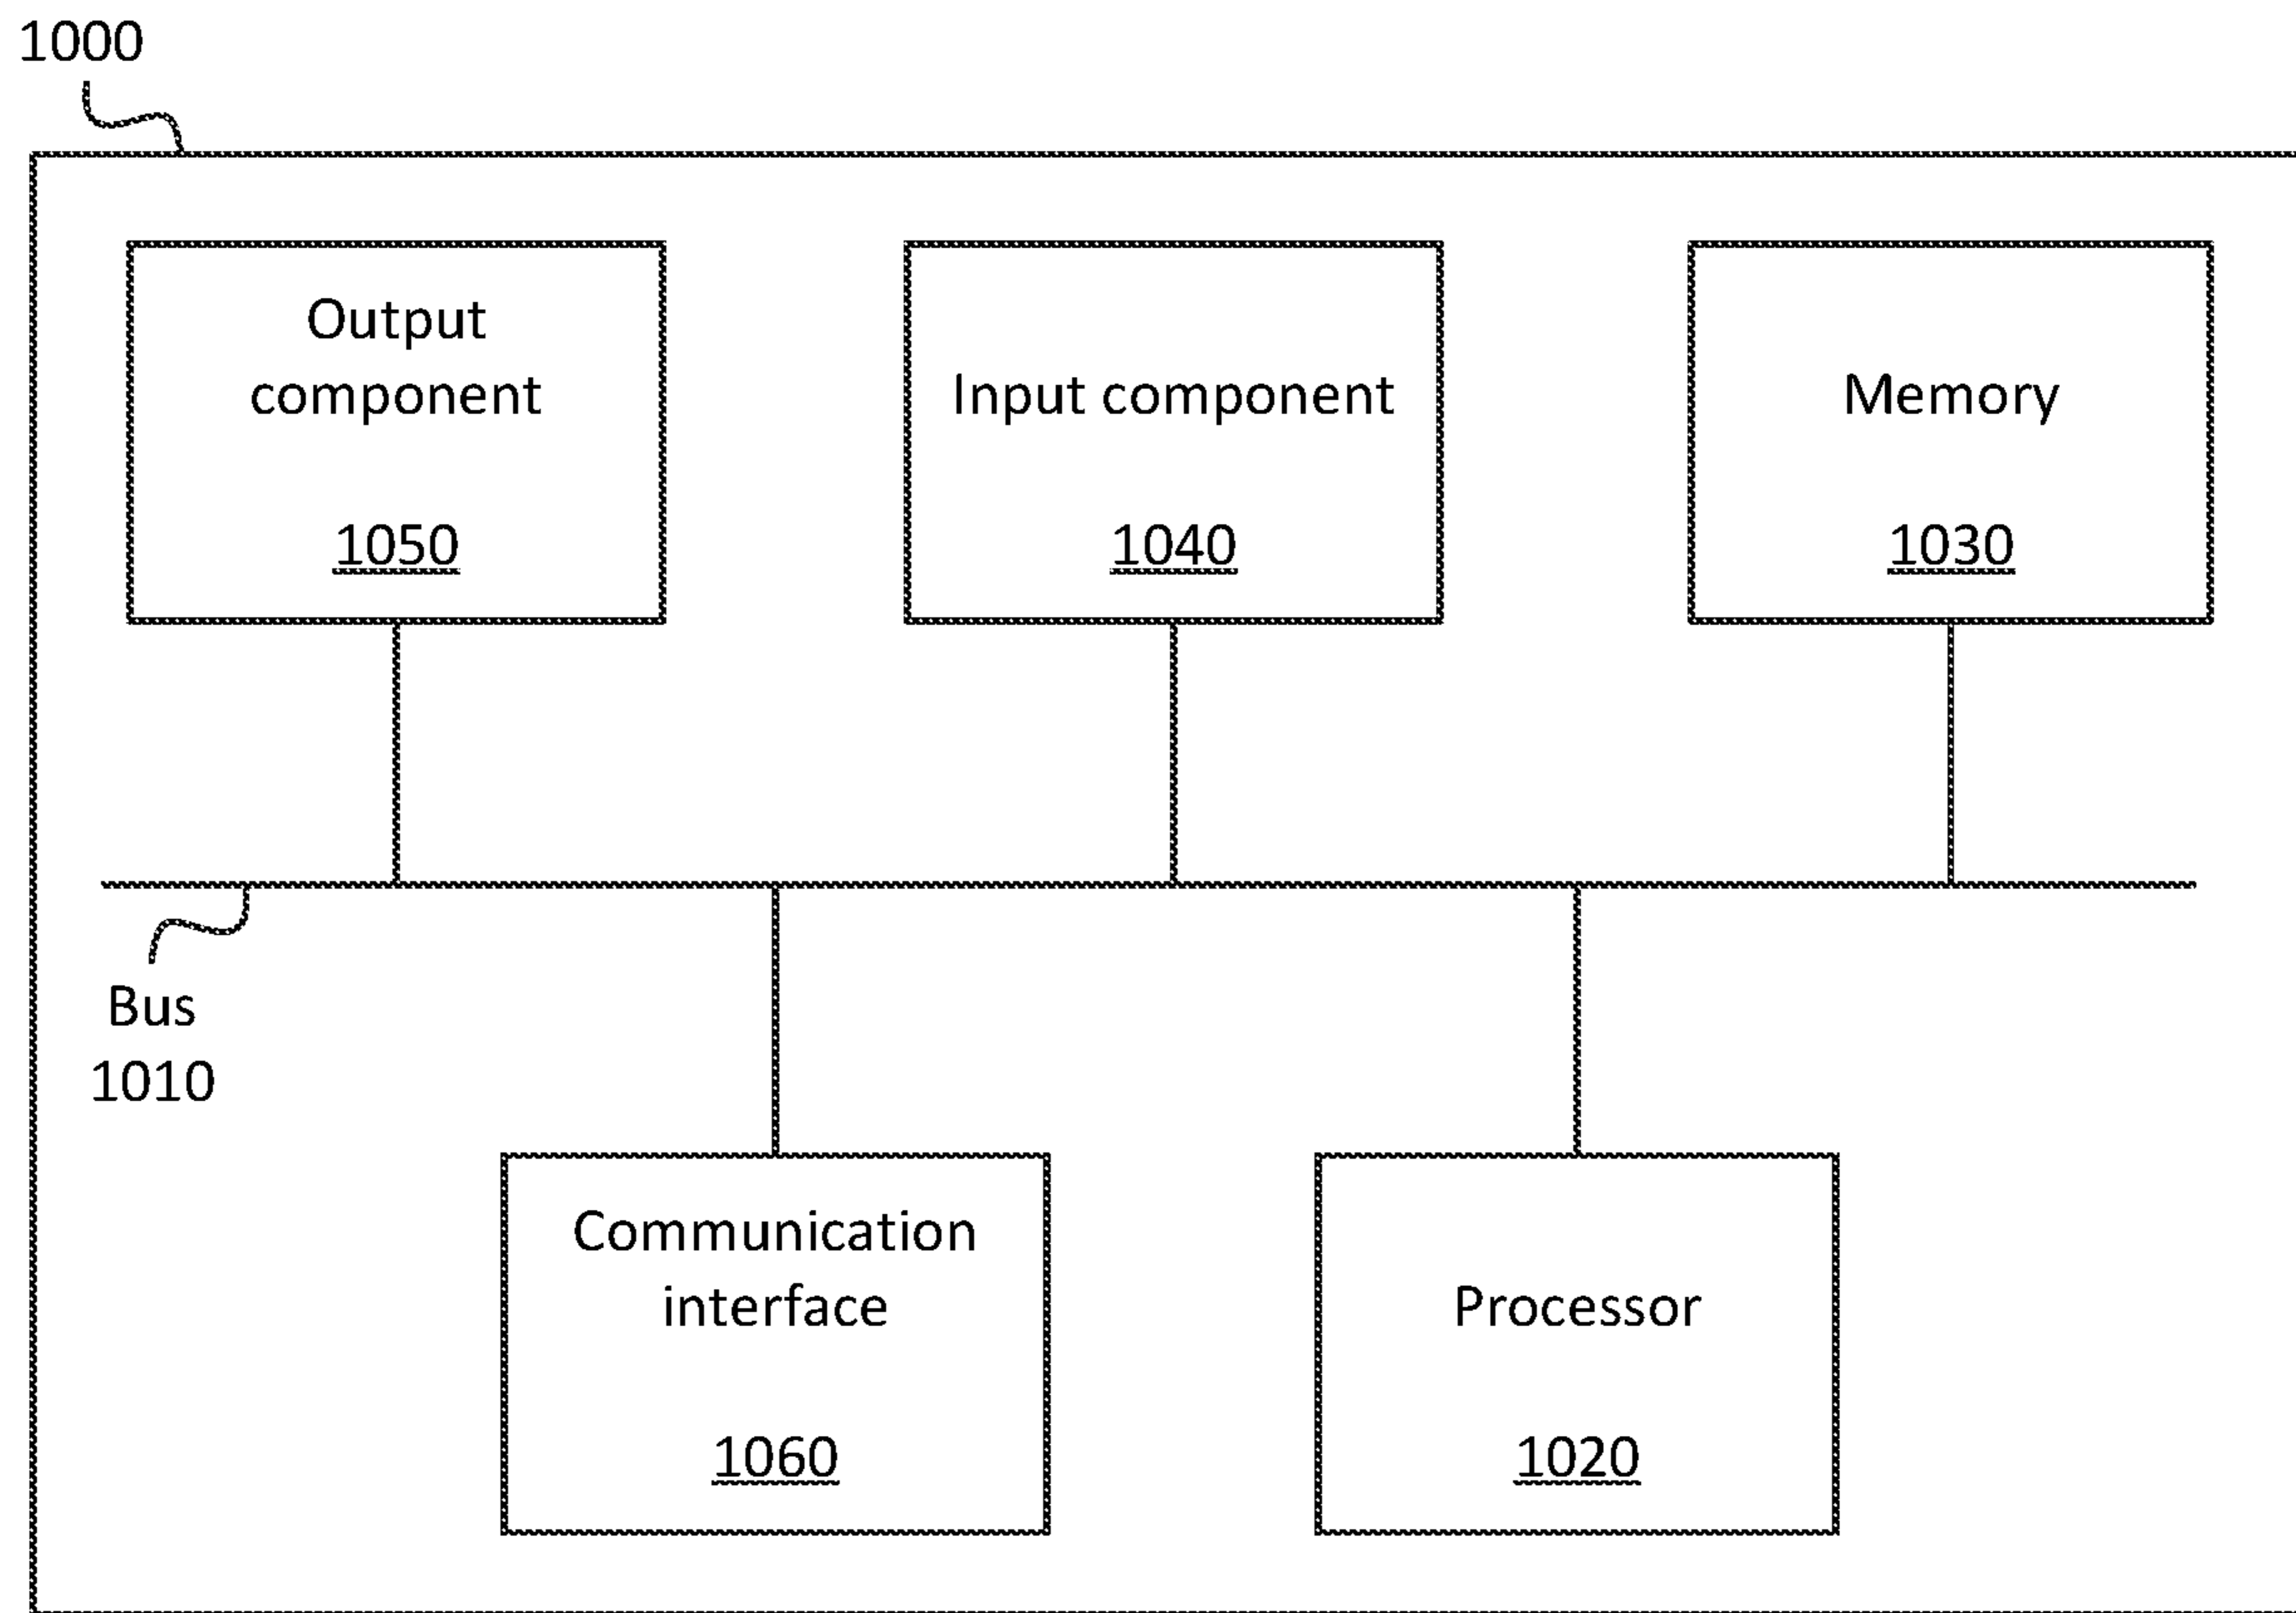 1000
Output
component
1050
Input component
1040
Memory
1030
Bus
1010
Communication
interface
1060
Processor
1020